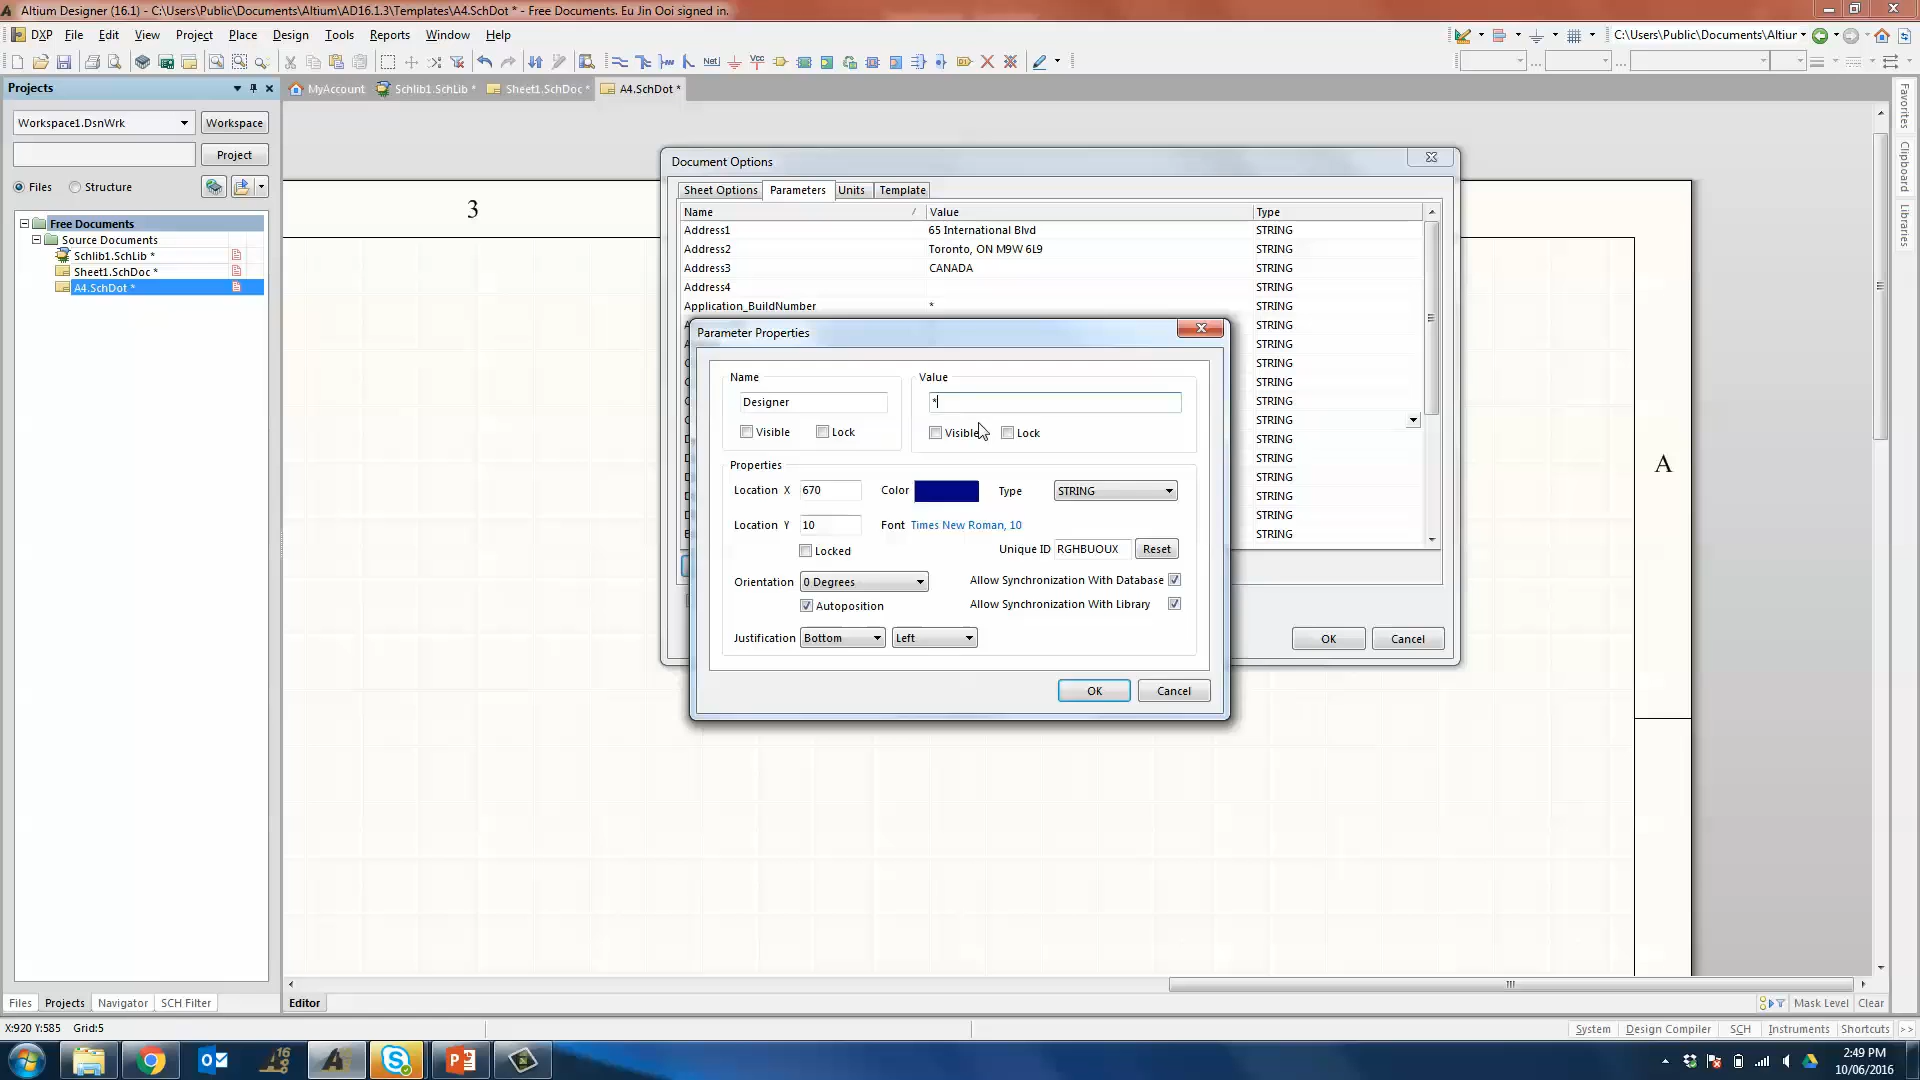 Altium Designer (16.1) - C:\Users\Public\Documents\Altium\AD16.1.3\Templates\A4.SchDot * - Free Documents. Eu Jin Ooi signed in.
DXP File Edit View Project Place Design Tools Reports Window Help
C:\Users\Public\Documents\Altiur
Net Vcc
Projects
MyAccount Schlib1.SchLib * Sheet1.SchDoc * A4.SchDot *
Workspace1.DsnWrk Workspace
Project
Files Structure
Free Documents
Source Documents
Schlib1.SchLib *
Sheet1.SchDoc *
A4.SchDot *
3
A
Favorites
Clipboard
Libraries
Document Options
Sheet Options Parameters Units Template
Name / Value Type
Address1 65 International Blvd STRING
Address2 Toronto, ON M9W 6L9 STRING
Address3 CANADA STRING
Address4 STRING
Application_BuildNumber * STRING
STRING
STRING
STRING
STRING
STRING
STRING
STRING
STRING
STRING
STRING
STRING
STRING
OK Cancel
Parameter Properties
Name Value
Designer *
Visible Lock Visible Lock
Properties
Location X 670 Color Type STRING
Location Y 10 Font Times New Roman, 10
Locked Unique ID RGHBUOUX Reset
Orientation 0 Degrees Allow Synchronization With Database
Autoposition Allow Synchronization With Library
Justification Bottom Left
OK Cancel
Files Projects Navigator SCH Filter Editor Mask Level Clear
X:920 Y:585 Grid:5 System Design Compiler SCH Instruments Shortcuts >>
2:49 PM
10/06/2016